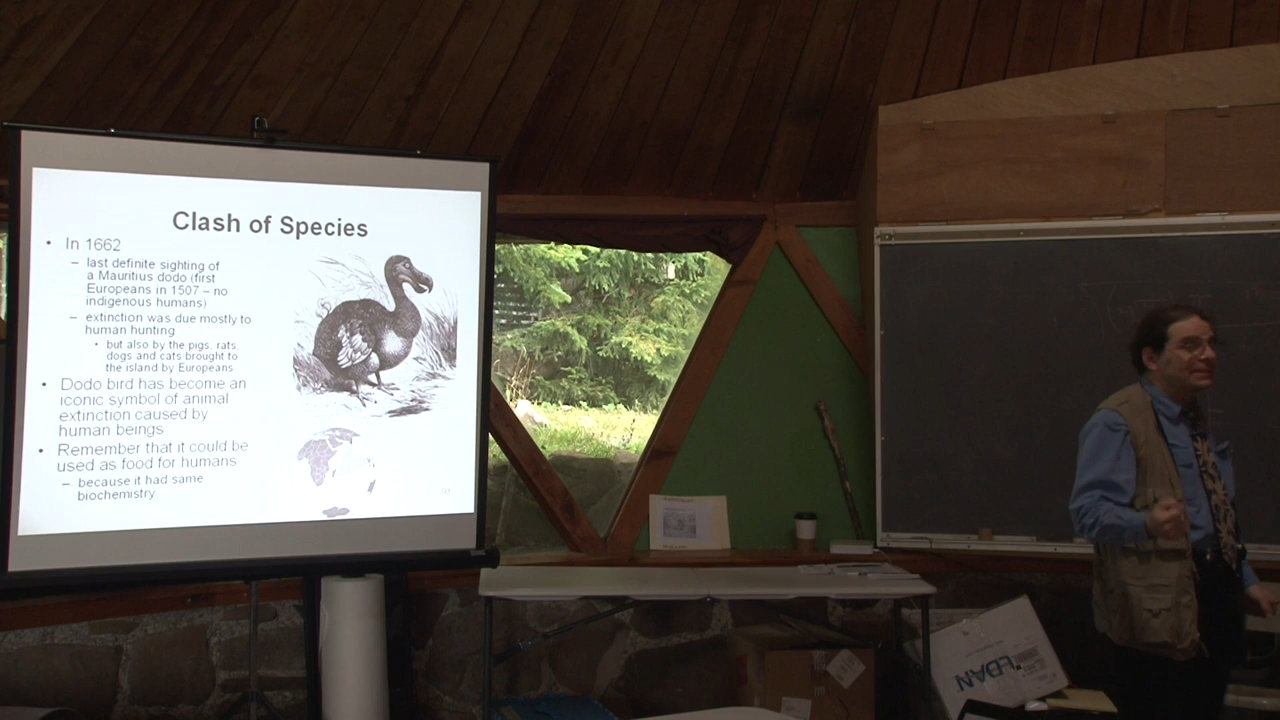 Clash of Species
• In 1662
– last definite sighting of
a Mauritius dodo (first
Europeans in 1507 – no
indigenous humans)
– extinction was due mostly to
human hunting
• but also by the pigs, rats,
dogs and cats brought to
the island by Europeans
• Dodo bird has become an
iconic symbol of animal
extinction caused by
human beings
• Remember that it could be
used as food for humans
– because it had same
biochemistry